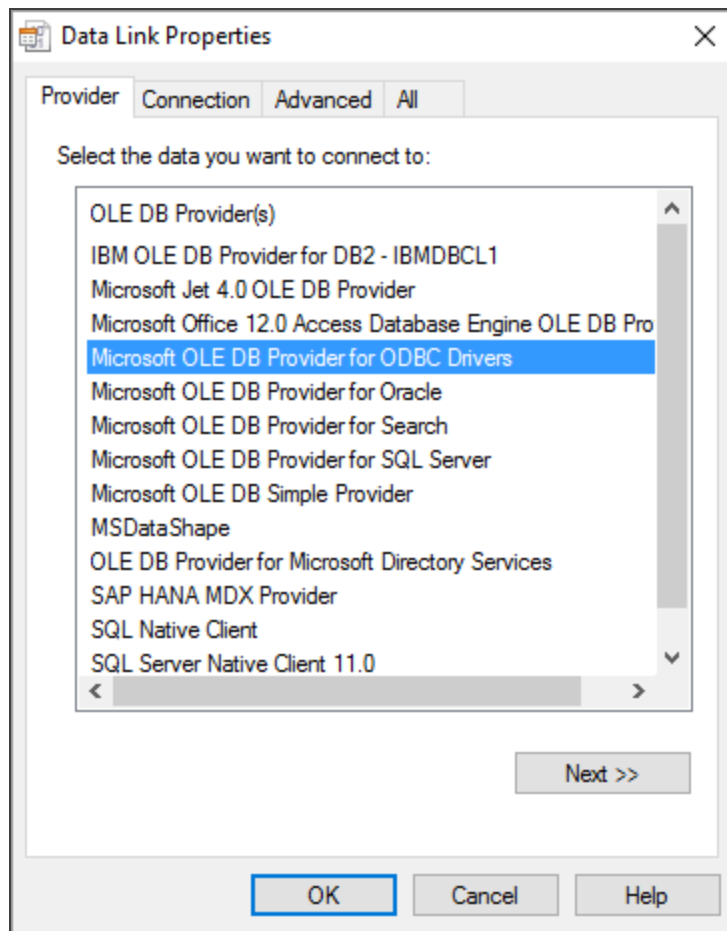 Data Link Properties
Provider Connection Advanced All
Select the data you want to connect to:
OLE DB Provider(s)
IBM OLE DB Provider for DB2 - IBMDBCL1
Microsoft Jet 4.0 OLE DB Provider
Microsoft Office 12.0 Access Database Engine OLE DB Pro
Microsoft OLE DB Provider for ODBC Drivers
Microsoft OLE DB Provider for Oracle
Microsoft OLE DB Provider for Search
Microsoft OLE DB Provider for SQL Server
Microsoft OLE DB Simple Provider
MSDataShape
OLE DB Provider for Microsoft Directory Services
SAP HANA MDX Provider
SQL Native Client
SQL Server Native Client 11.0
Next >>
OK Cancel Help